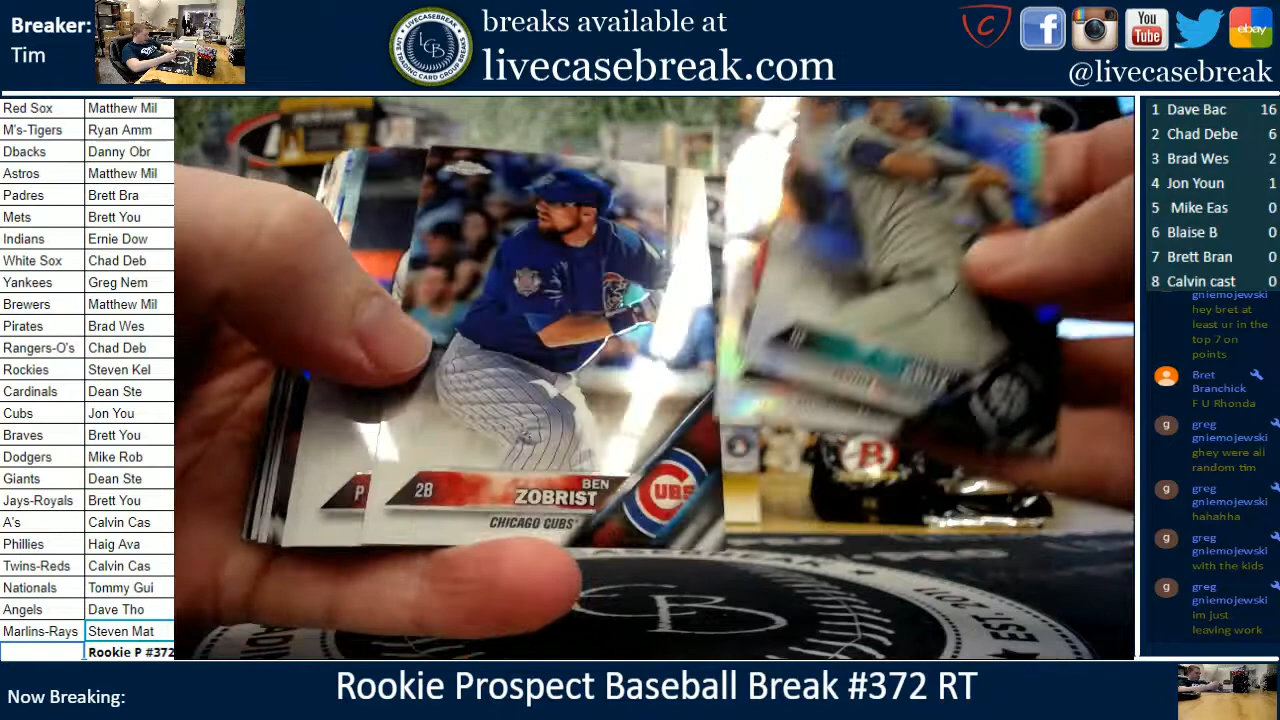 Breaker:
Tim
breaks available at
livecasebreak.com
@livecasebreak
You
Tube
ebay
LCB
Red Sox Matthew Mil
M's-Tigers Ryan Amm
Dbacks Danny Obr
Astros Matthew Mil
Padres Brett Bra
Mets Brett You
Indians Ernie Dow
White Sox Chad Deb
Yankees Greg Nem
Brewers Matthew Mil
Pirates Brad Wes
Rangers-O's Chad Deb
Rockies Steven Kel
Cardinals Dean Ste
Cubs Jon You
Braves Brett You
Dodgers Mike Rob
Giants Dean Ste
Jays-Royals Brett You
A's Calvin Cas
Phillies Haig Ava
Twins-Reds Calvin Cas
Nationals Tommy Gui
Angels Dave Tho
Marlins-Rays Steven Mat
Rookie P #372
P
2B
BEN
ZOBRIST
CHICAGO CUBS
CUBS
B
CB
EST. 2011
1 Dave Bac 16
2 Chad Debe 6
3 Brad Wes 2
4 Jon Youn 1
5 Mike Eas 0
6 Blaise B 0
7 Brett Bran 0
8 Calvin cast 0
gniemojewski
hey bret at
least ur in the
top 7 on
points
Bret
Branchick
F U Rhonda
g greg
gniemojewski
ghey were all
random tim
g greg
gniemojewski
hahahha
g greg
gniemojewski
with the kids
g greg
gniemojewski
im just
leaving work
Now Breaking:
Rookie Prospect Baseball Break #372 RT